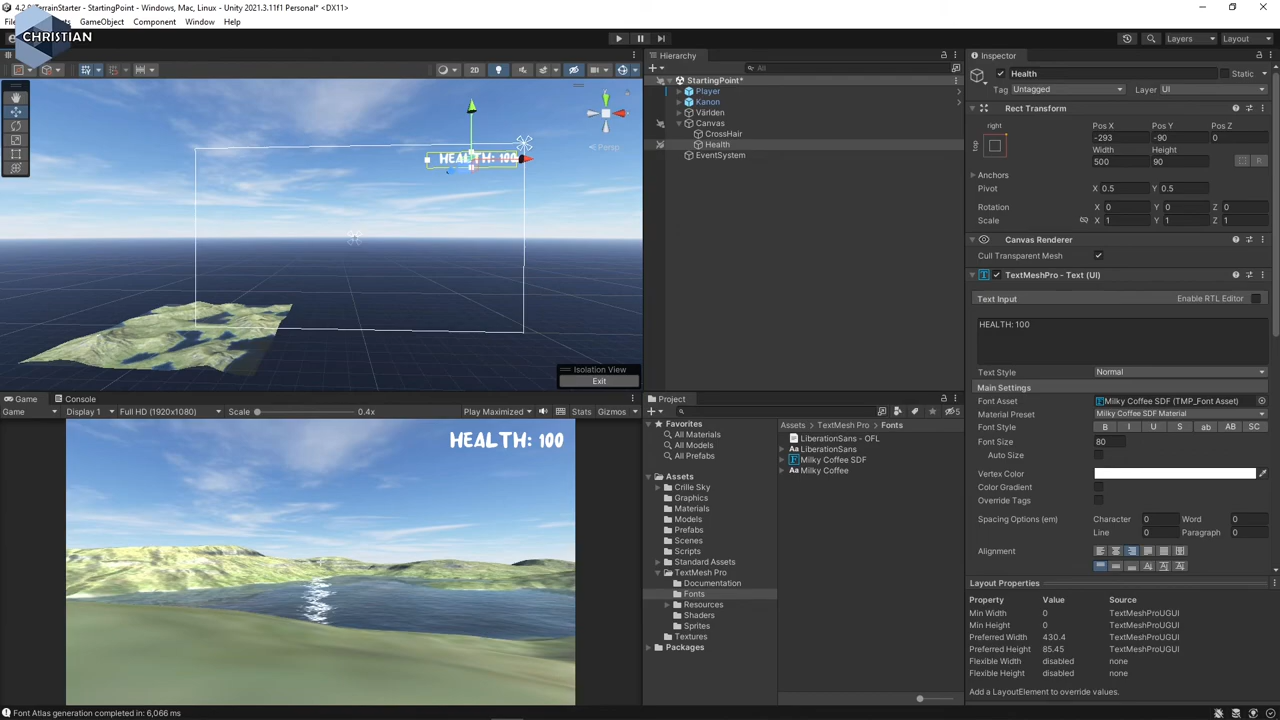 4.2.0 TerrainStarter - StartingPoint - Windows, Mac, Linux - Unity 2021.3.11f1 Personal* <DX11>
GameObject Component Window Help
CHRISTIAN
Layers Layout
2D
Persp
HEALTH: 100
Isolation View
Exit
Hierarchy
All
StartingPoint*
Player
Kanon
Världen
Canvas
CrossHair
Health
EventSystem
Game Console
Game Display 1 Full HD (1920x1080) Scale 0.4x Play Maximized Stats Gizmos
HEALTH: 100
Project
5
Favorites
All Materials
All Models
All Prefabs
Assets
Crille Sky
Graphics
Materials
Models
Prefabs
Scenes
Scripts
Standard Assets
TextMesh Pro
Documentation
Fonts
Resources
Shaders
Sprites
Textures
Packages
Assets TextMesh Pro Fonts
LiberationSans - OFL
LiberationSans
Milky Coffee SDF
Milky Coffee
Inspector
Health Static
Tag Untagged Layer UI
Rect Transform
right Pos X Pos Y Pos Z
-293 -90 0
Width Height
500 90
R
Anchors
Pivot X 0.5 Y 0.5
Rotation X 0 Y 0 Z 0
Scale X 1 Y 1 Z 1
Canvas Renderer
Cull Transparent Mesh
TextMeshPro - Text (UI)
Text Input Enable RTL Editor
HEALTH: 100
Text Style Normal
Main Settings
Font Asset Milky Coffee SDF (TMP_Font Asset)
Material Preset Milky Coffee SDF Material
Font Style B I U S ab AB SC
Font Size 80
Auto Size
Vertex Color
Color Gradient
Override Tags
Spacing Options (em) Character 0 Word 0
Line 0 Paragraph 0
Alignment
Layout Properties
Property Value Source
Min Width 0 TextMeshProUGUI
Min Height 0 TextMeshProUGUI
Preferred Width 430.4 TextMeshProUGUI
Preferred Height 85.45 TextMeshProUGUI
Flexible Width disabled none
Flexible Height disabled none
Add a LayoutElement to override values.
Font Atlas generation completed in: 6,066 ms